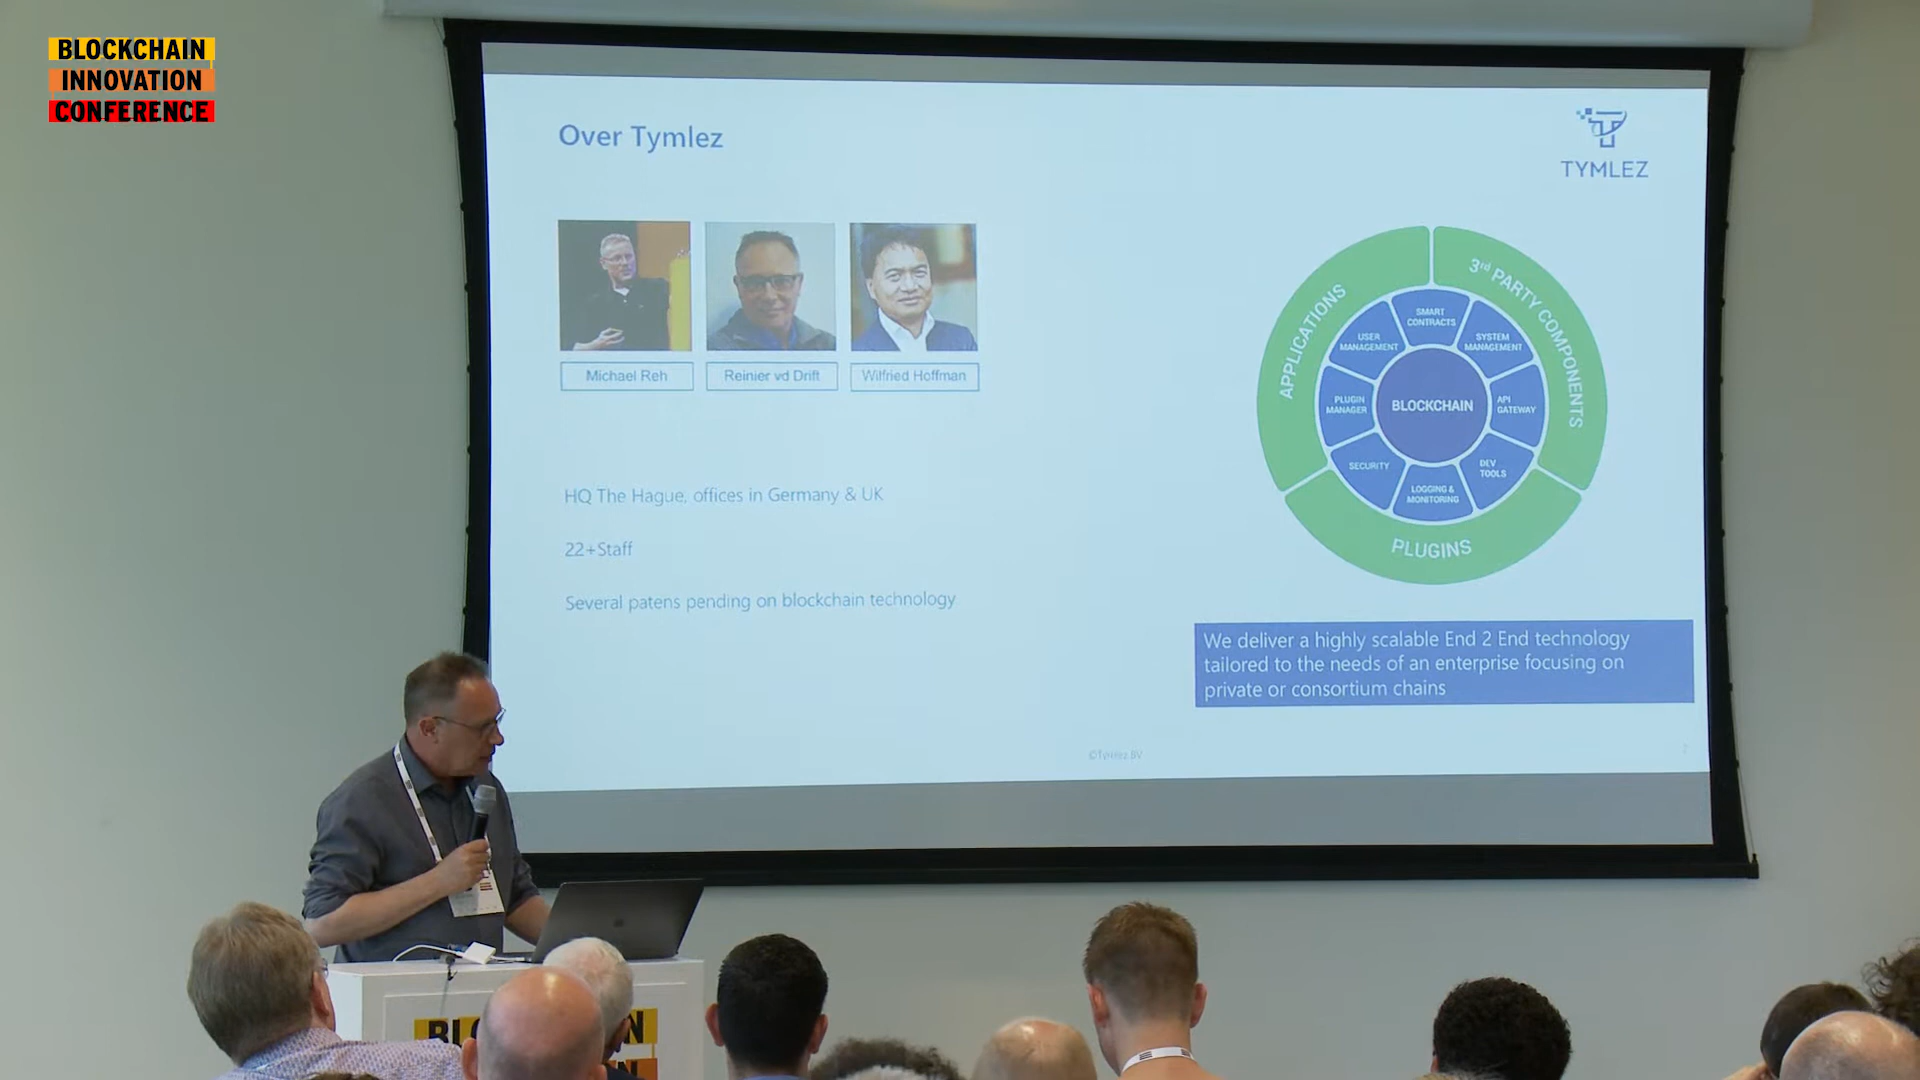 BLOCKCHAIN
INNOVATION
CONFERENCE
Over Tymlez
TYMLEZ
Michael Reh
Reinier vd Drift
Wilfried Hoffman
HQ The Hague, offices in Germany & UK
22+Staff
Several patens pending on blockchain technology
APPLICATIONS
3rd PARTY COMPONENTS
PLUGINS
SMART
CONTRACTS
SYSTEM
MANAGEMENT
API
GATEWAY
DEV
TOOLS
LOGGING &
MONITORING
SECURITY
PLUGIN
MANAGER
USER
MANAGEMENT
BLOCKCHAIN
We deliver a highly scalable End 2 End technology
tailored to the needs of an enterprise focusing on
private or consortium chains
©Tymlez BV
2